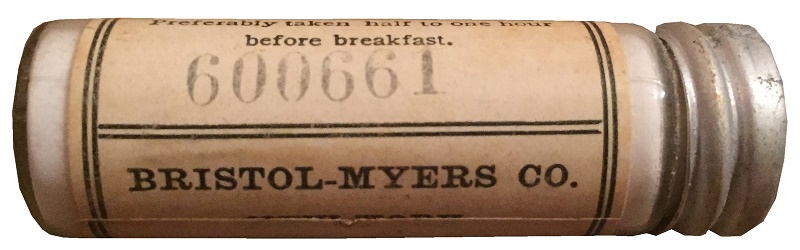 Preferably taken half to one hour
before breakfast.
600661
BRISTOL-MYERS CO.